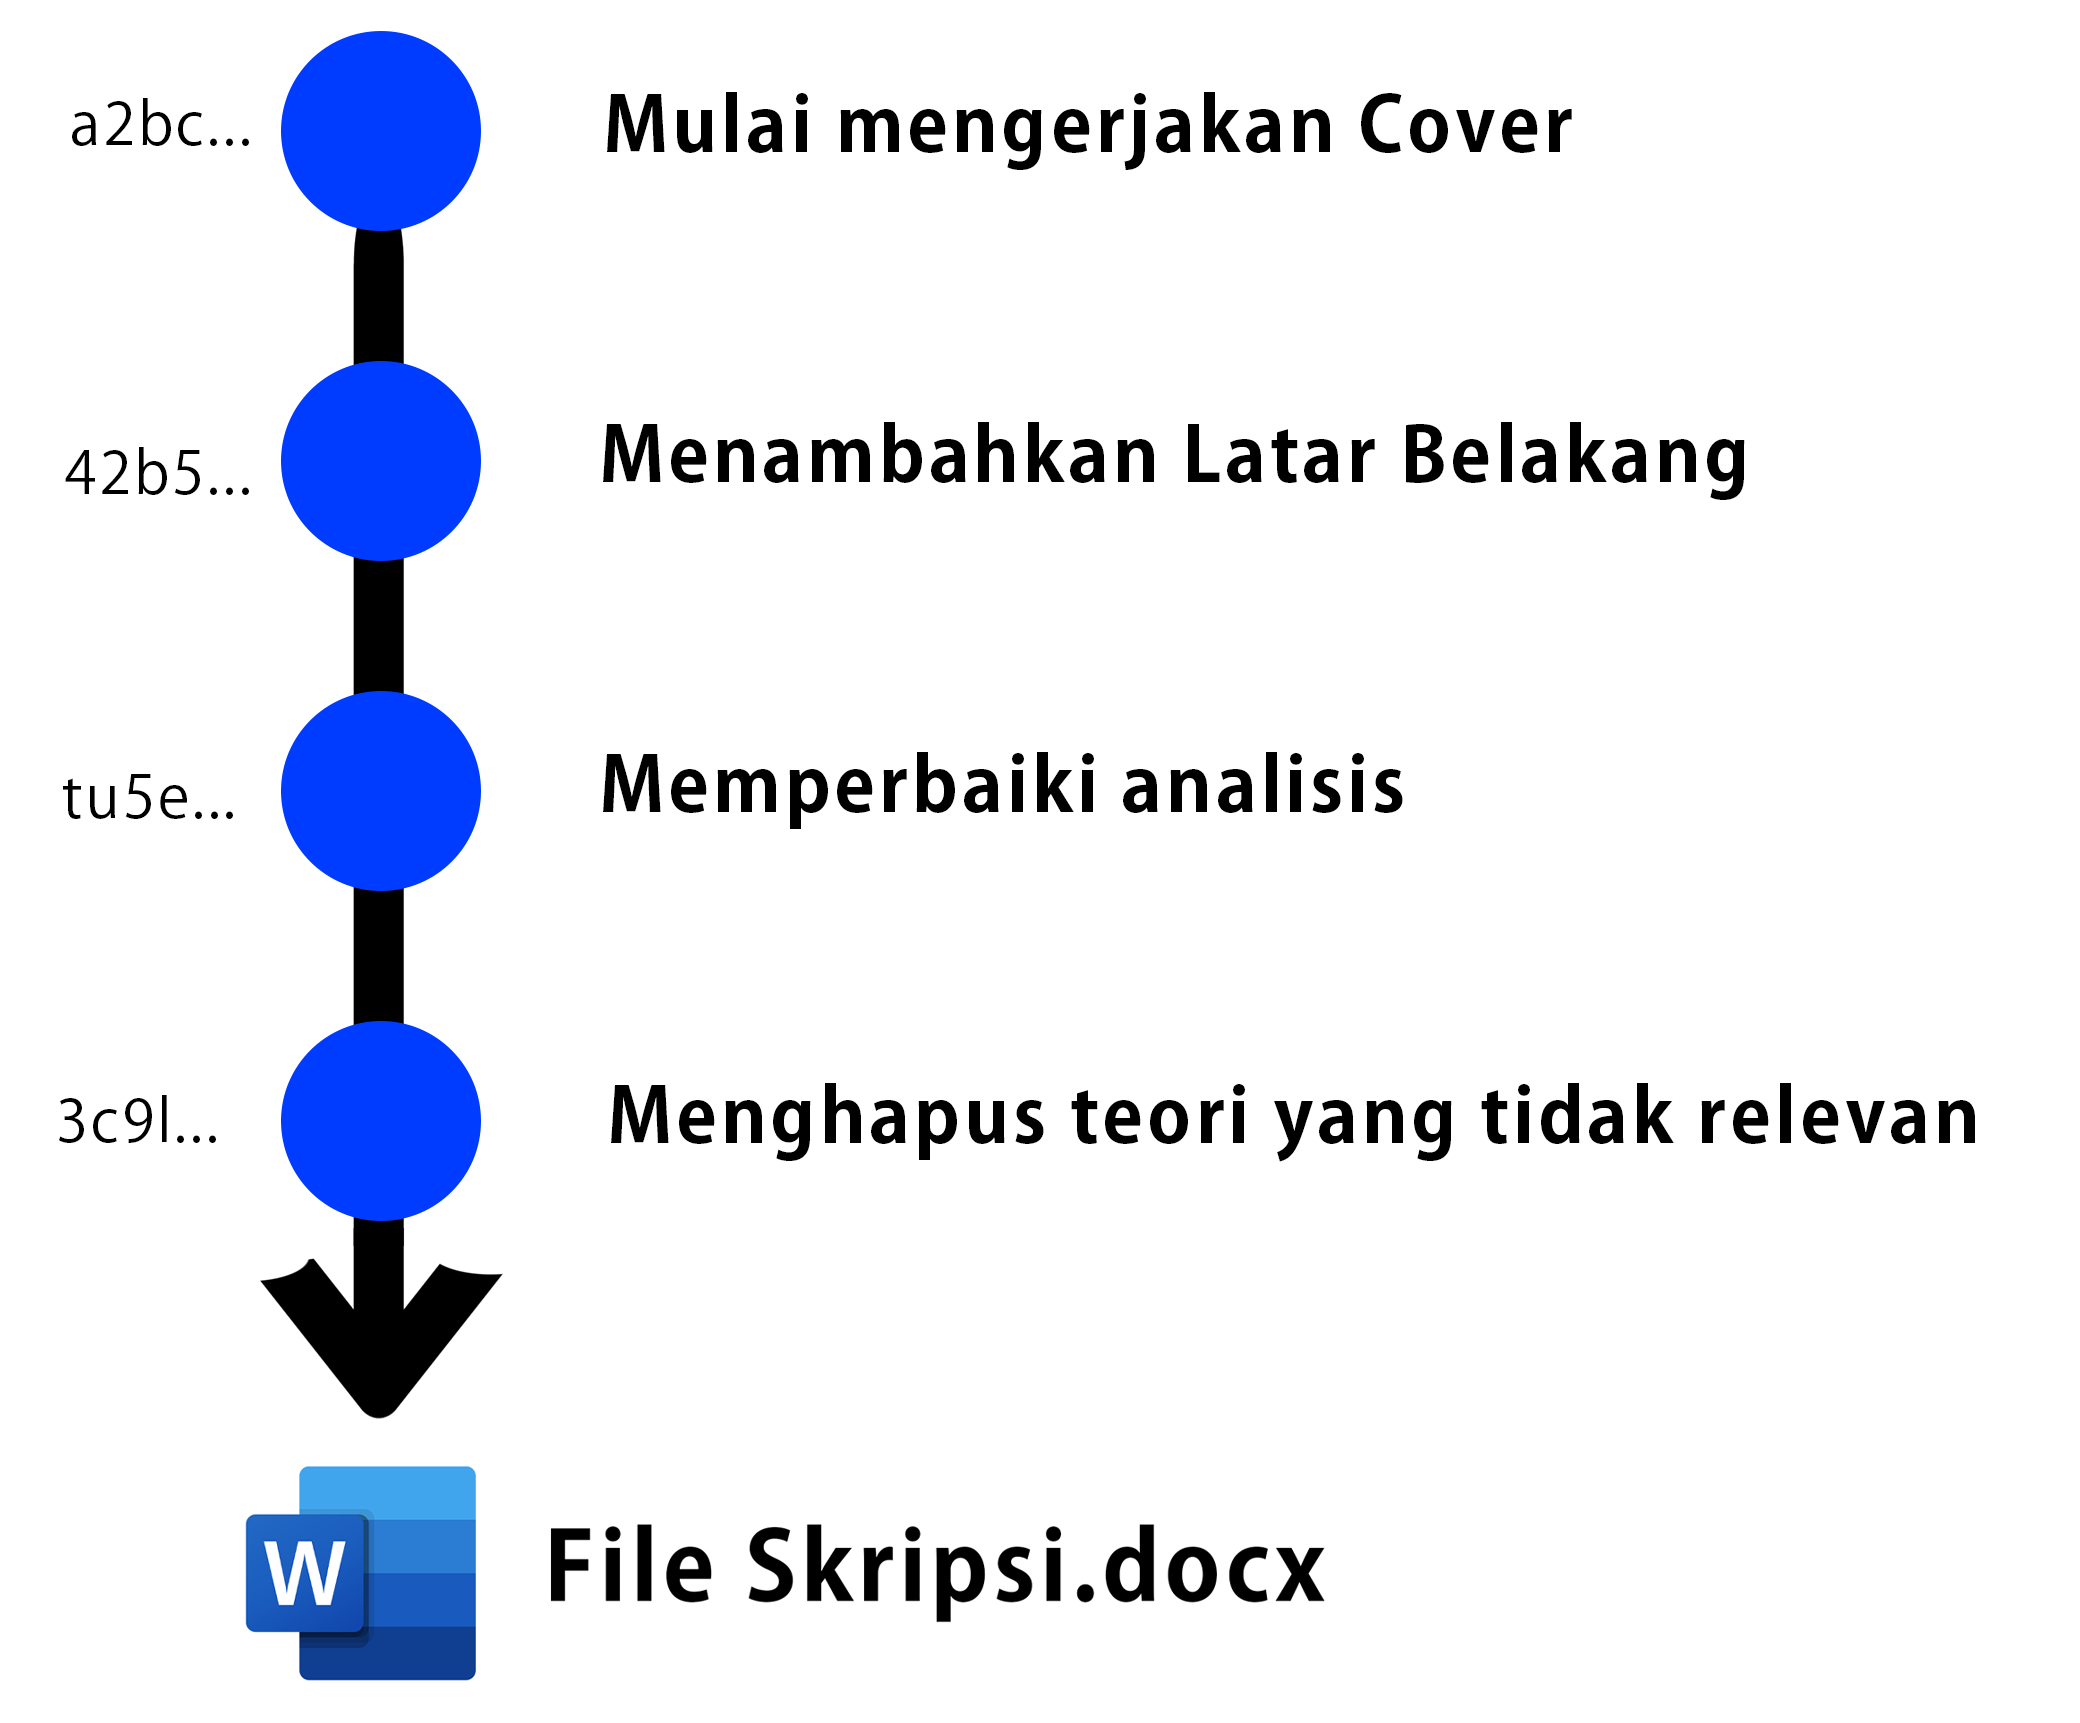 a2bc... Mulai mengerjakan Cover
42b5... Menambahkan Latar Belakang
tu5e... Memperbaiki analisis
3c9l... Menghapus teori yang tidak relevan
W File Skripsi.docx